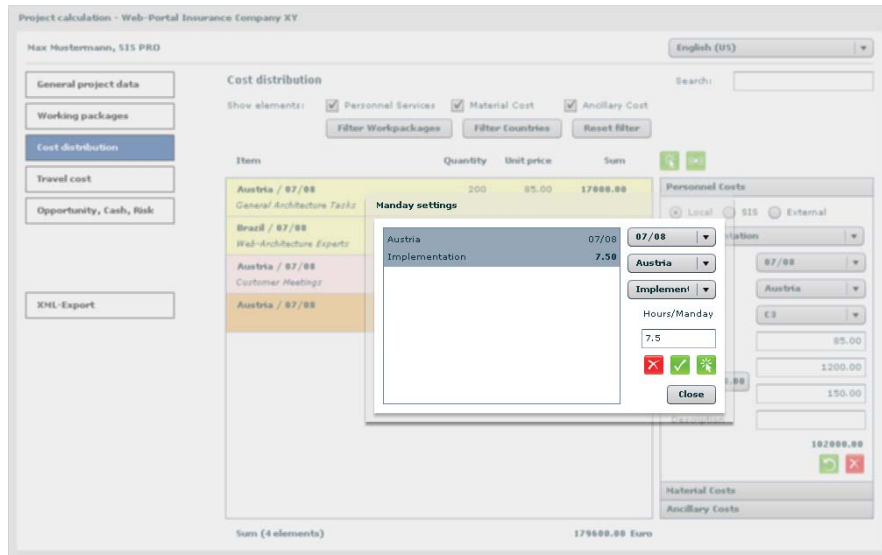 Project calculation - Web-Portal Insurance Company XY
Max Mustermann, SIS PRO
English (US)
General project data
Working packages
Cost distribution
Travel cost
Opportunity, Cash, Risk
XML-Export
Cost distribution
Search:
Show elements: Personnel Services Material Cost Ancillary Cost
Filter Workpackages Filter Countries Reset filter
Item Quantity Unit price Sum
Austria / 07/08 200 85.00 17000.00
General Architecture Tasks
Brazil / 07/08
Web-Architecture Experts
Austria / 07/08
Customer Meetings
Austria / 07/08
Sum (4 elements) 179600.00 Euro
Manday settings
Austria 07/08
Implementation 7.50
07/08
Austria
Implement
Hours/Manday
7.5
Close
Personnel Costs
Local SIS External
07/08
Austria
C3
85.00
1200.00
150.00
Description
102000.00
Material Costs
Ancillary Costs